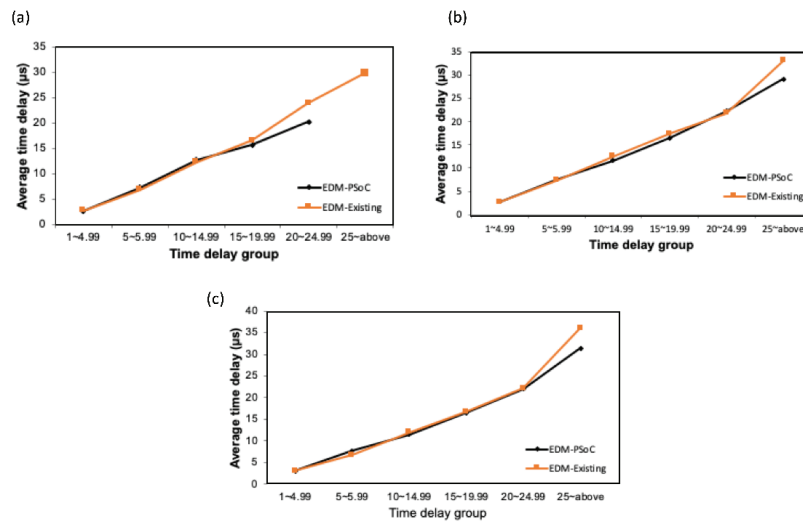 (a)
35
30
25
20
15
10
5
0
Average time delay (µs)
EDM-PSoC
EDM-Existing
1~4.99 5~5.99 10~14.99 15~19.99 20~24.99 25~above
Time delay group
(b)
35
30
25
20
15
10
5
0
Average time delay (µs)
EDM-PSoC
EDM-Existing
1~4.99 5~5.99 10~14.99 15~19.99 20~24.99 25~above
Time delay group
(c)
40
35
30
25
20
15
10
5
0
Average time delay (µs)
EDM-PSoC
EDM-Existing
1~4.99 5~5.99 10~14.99 15~19.99 20~24.99 25~above
Time delay group